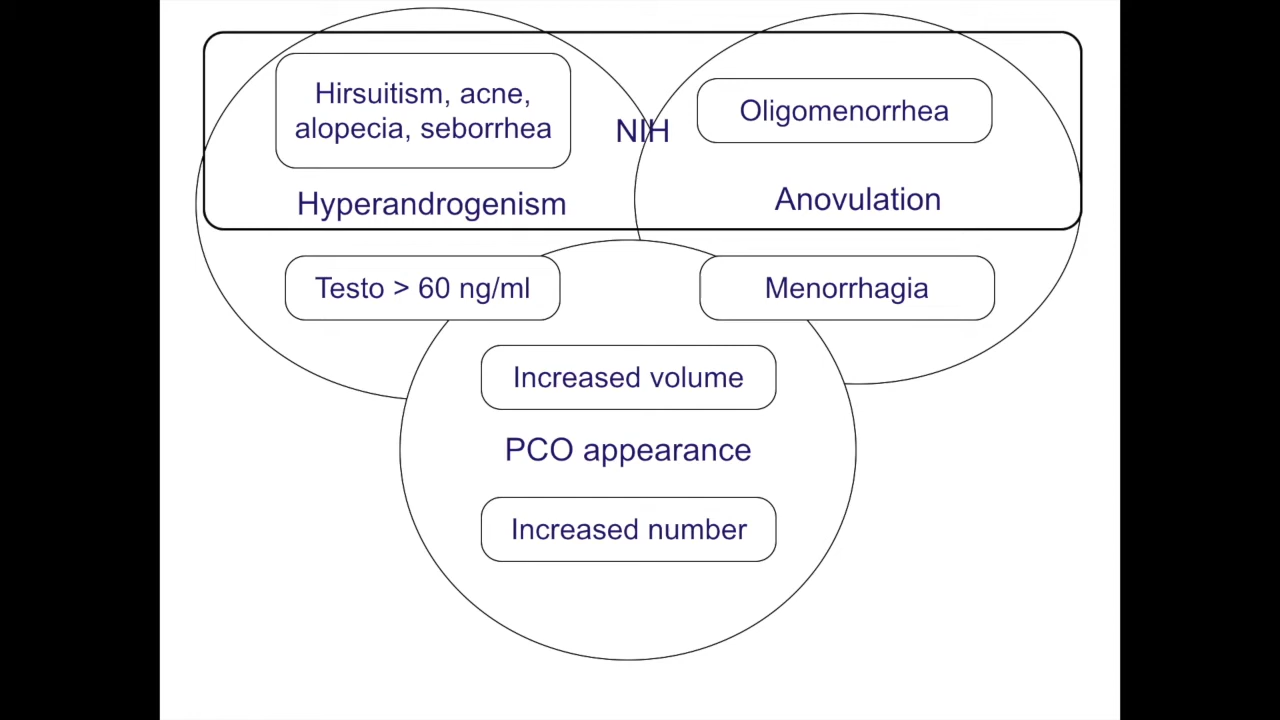 Hirsuitism, acne,
alopecia, seborrhea
NIH
Oligomenorrhea
Hyperandrogenism
Anovulation
Testo > 60 ng/ml
Menorrhagia
Increased volume
PCO appearance
Increased number